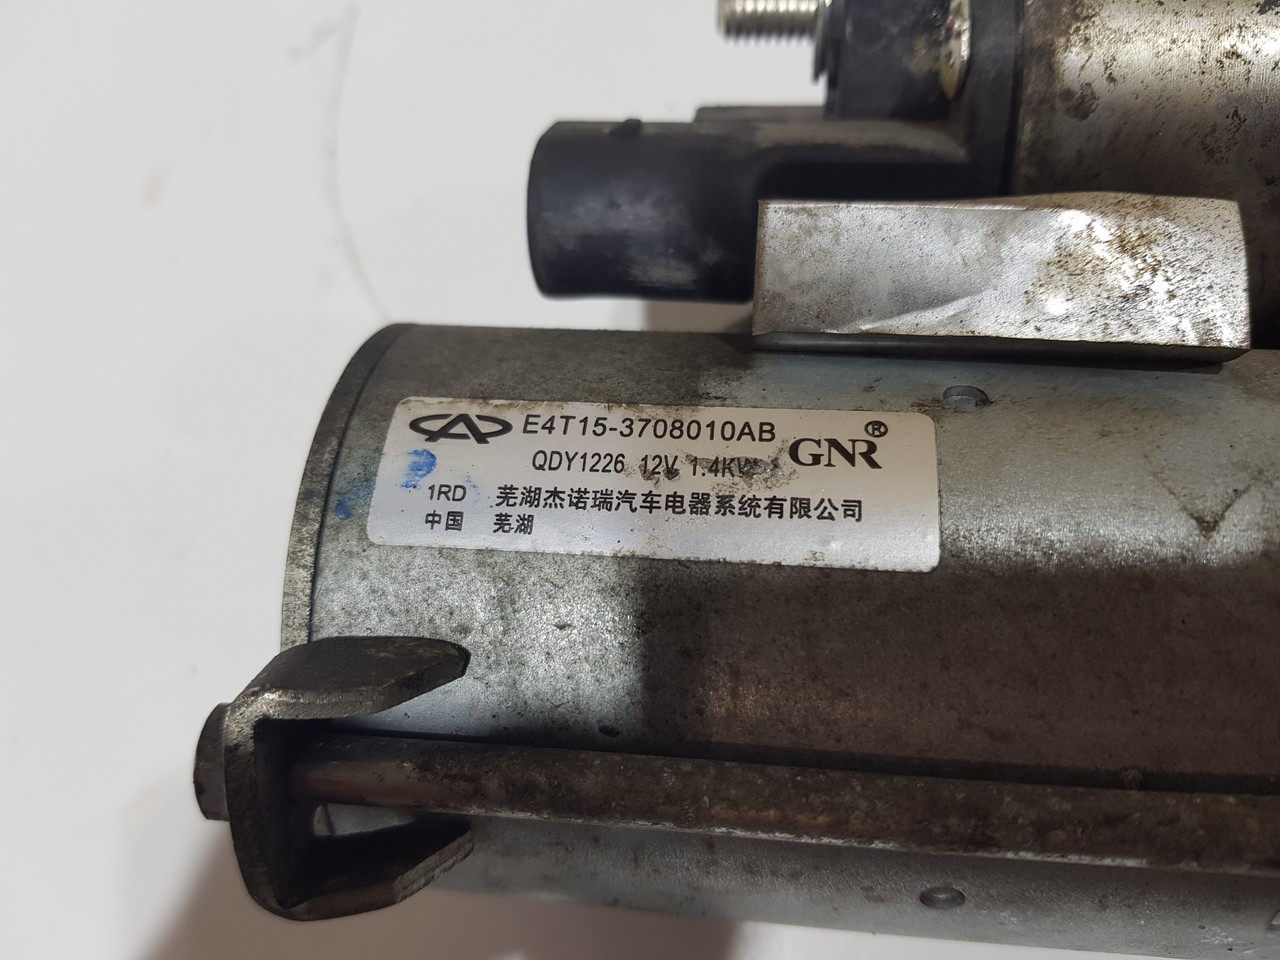 E4T15-3708010AB
GNR®
QDY1226 12V 1.4KW
1RD 芜湖杰诺瑞汽车电器系统有限公司
中国 芜湖